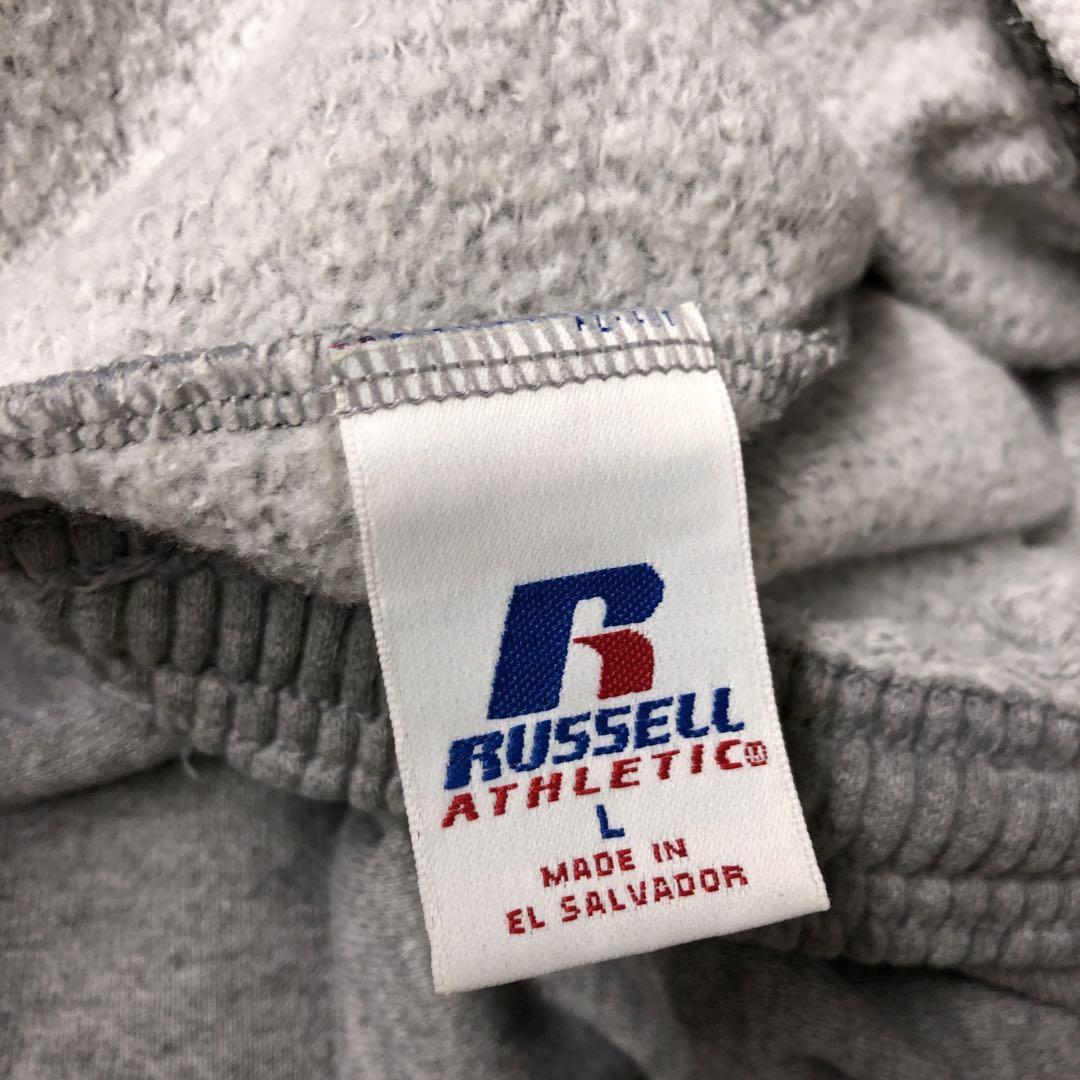 R
RUSSELL
ATHLETIC
L
MADE IN
EL SALVADOR